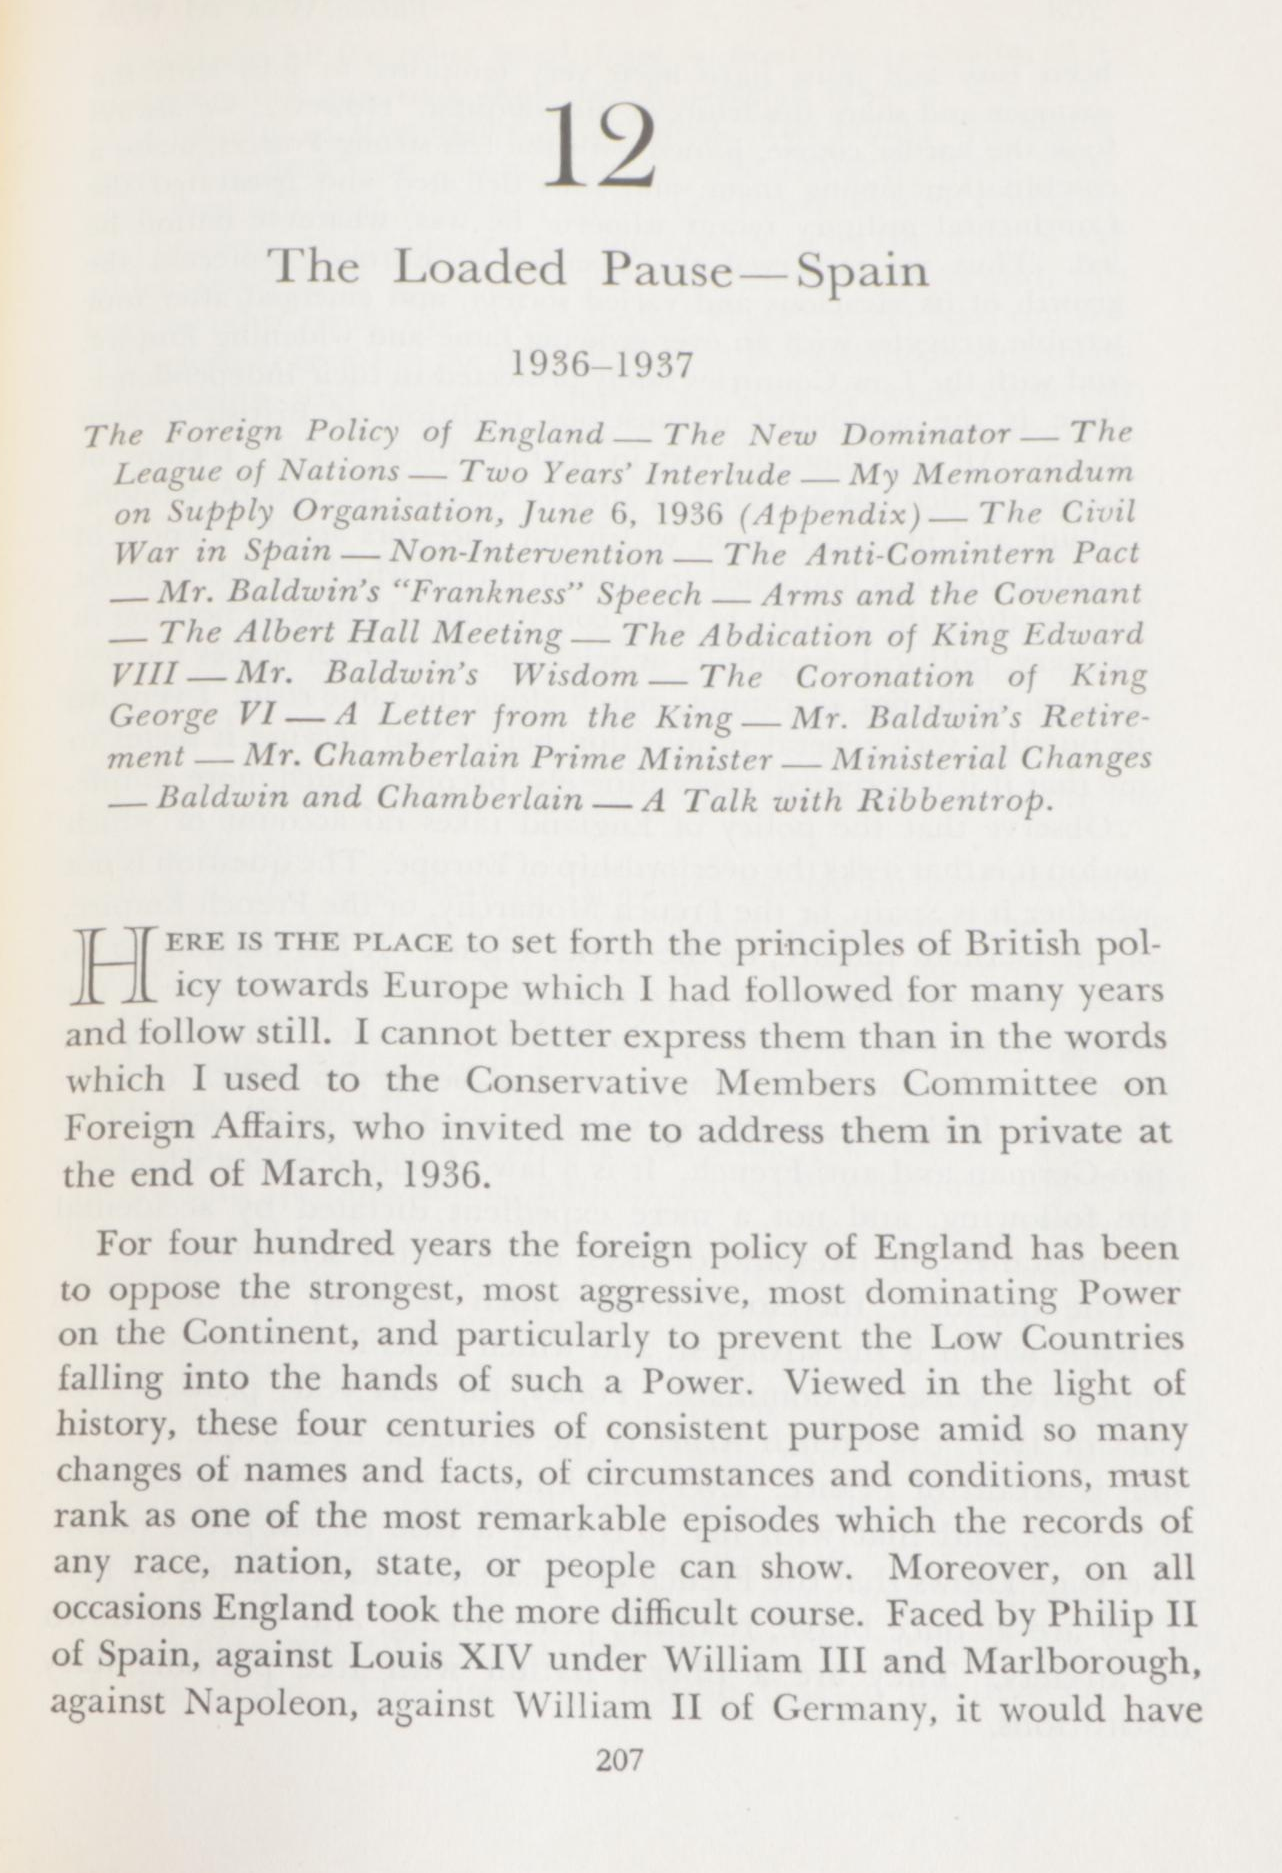 12
The Loaded Pause—Spain
1936–1937
The Foreign Policy of England — The New Dominator — The
League of Nations — Two Years' Interlude — My Memorandum
on Supply Organisation, June 6, 1936 (Appendix) — The Civil
War in Spain — Non-Intervention — The Anti-Comintern Pact
— Mr. Baldwin's “Frankness” Speech — Arms and the Covenant
— The Albert Hall Meeting — The Abdication of King Edward
VIII — Mr. Baldwin's Wisdom — The Coronation of King
George VI — A Letter from the King — Mr. Baldwin's Retire-
ment — Mr. Chamberlain Prime Minister — Ministerial Changes
— Baldwin and Chamberlain — A Talk with Ribbentrop.
HERE IS THE PLACE to set forth the principles of British pol-
icy towards Europe which I had followed for many years
and follow still. I cannot better express them than in the words
which I used to the Conservative Members Committee on
Foreign Affairs, who invited me to address them in private at
the end of March, 1936.
For four hundred years the foreign policy of England has been
to oppose the strongest, most aggressive, most dominating Power
on the Continent, and particularly to prevent the Low Countries
falling into the hands of such a Power. Viewed in the light of
history, these four centuries of consistent purpose amid so many
changes of names and facts, of circumstances and conditions, must
rank as one of the most remarkable episodes which the records of
any race, nation, state, or people can show. Moreover, on all
occasions England took the more difficult course. Faced by Philip II
of Spain, against Louis XIV under William III and Marlborough,
against Napoleon, against William II of Germany, it would have
207